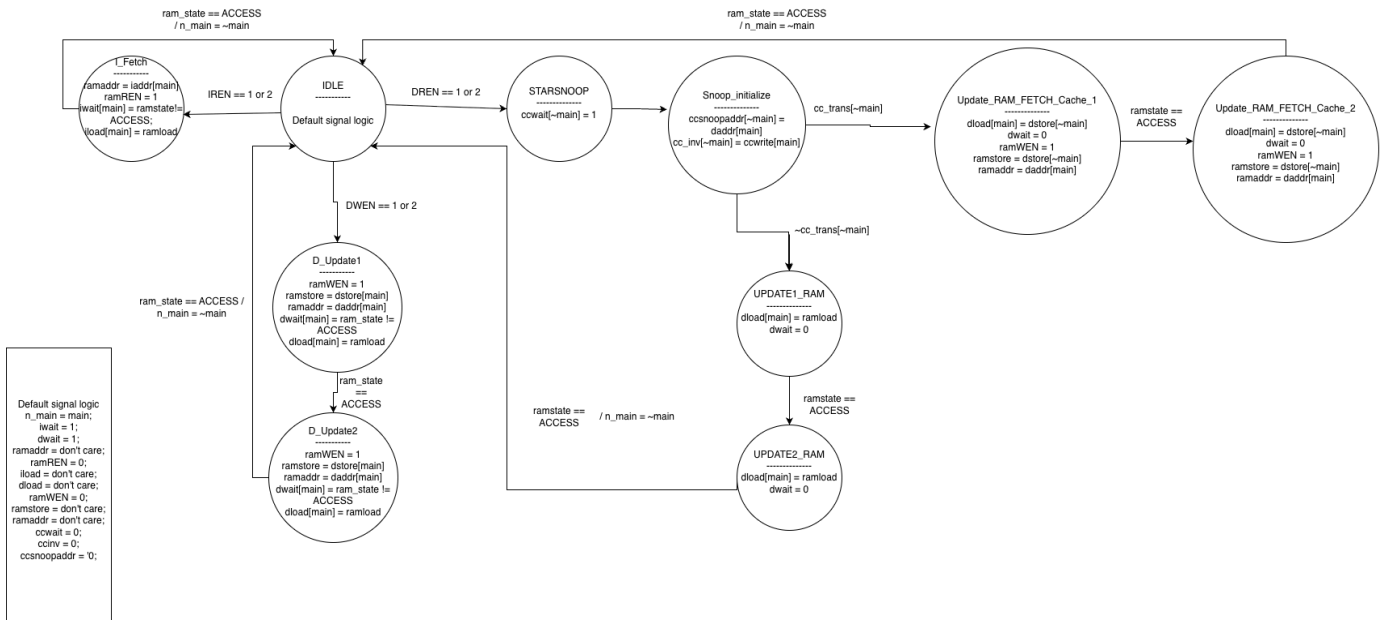 ram_state == ACCESS
/ n_main = ~main
ram_state == ACCESS
/ n_main = ~main
I_Fetch
-----------
ramaddr = iaddr[main]
ramREN = 1
iwait[main] = ramstate!=
ACCESS;
iload[main] = ramload
IREN == 1 or 2
IDLE
-----------
Default signal logic
DREN == 1 or 2
STARSNOOP
--------------
ccwait[~main] = 1
Snoop_initialize
--------------
ccsnoopaddr[~main] =
daddr[main]
cc_inv[~main] = ccwrite[main]
cc_trans[~main]
Update_RAM_FETCH_Cache_1
--------------
dload[main] = dstore[~main]
dwait = 0
ramWEN = 1
ramstore = dstore[~main]
ramaddr = daddr[main]
ramstate ==
ACCESS
Update_RAM_FETCH_Cache_2
--------------
dload[main] = dstore[~main]
dwait = 0
ramWEN = 1
ramstore = dstore[~main]
ramaddr = daddr[main]
DWEN == 1 or 2
~cc_trans[~main]
D_Update1
-----------
ramWEN = 1
ramstore = dstore[main]
ramaddr = daddr[main]
dwait[main] = ram_state !=
ACCESS
dload[main] = ramload
ram_state == ACCESS /
n_main = ~main
UPDATE1_RAM
--------------
dload[main] = ramload
dwait = 0
ram_state
==
ACCESS
ramstate ==
ACCESS
ramstate ==
ACCESS
/ n_main = ~main
D_Update2
-----------
ramWEN = 1
ramstore = dstore[main]
ramaddr = daddr[main]
dwait[main] = ram_state !=
ACCESS
dload[main] = ramload
UPDATE2_RAM
--------------
dload[main] = ramload
dwait = 0
Default signal logic
n_main = main;
iwait = 1;
dwait = 1;
ramaddr = don't care;
ramREN = 0;
iload = don't care;
dload = don't care;
ramWEN = 0;
ramstore = don't care;
ramaddr = don't care;
ccwait = 0;
ccinv = 0;
ccsnoopaddr = '0;